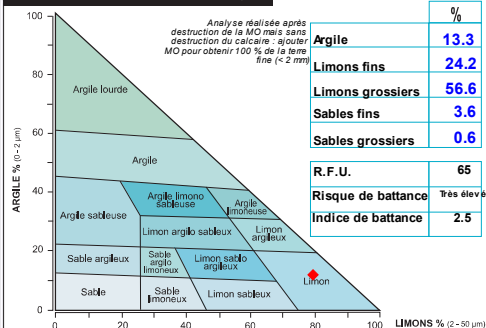 Analyse réalisée après
destruction de la MO mais sans
destruction du calcaire : ajouter
MO pour obtenir 100 % de la terre
fine (< 2 mm)
%
Argile 13.3
Limons fins 24.2
Limons grossiers 56.6
Sables fins 3.6
Sables grossiers 0.6
R.F.U. 65
Risque de battance Très élevé
Indice de battance 2.5
ARGILE % (0 - 2 µm)
100
80
60
40
20
0
Argile lourde
Argile
Argile limono
sableuse
Argile
limoneuse
Argile sableuse
Limon argilo sableux
Limon
argileux
Sable argileux
Sable
argilo
limoneux
Limon sablo
argileux
Limon
Sable
Sable
limoneux
Limon sableux
0 20 40 60 80 100
LIMONS % (2 - 50 µm)